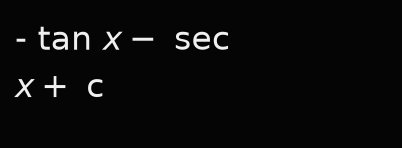 - tan x − sec
x + c